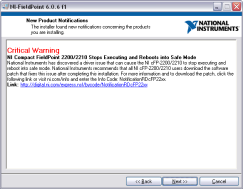 NI-FieldPoint 6.0.6 f1
New Product Notifications
The installer found new notifications concerning the products
you are installing.
NATIONAL
INSTRUMENTS
Critical Warning
NI Compact FieldPoint 2200/2210 Stops Executing and Reboots into Safe Mode
National Instruments has discovered a driver issue that can cause the NI cFP-2200/2210 to stop executing and
reboot into safe mode. National Instruments recommends that all NI cFP-2200/2210 users download the software
patch that fixes this issue after completing the installation. For more information and to download the patch, click the
following link or visit ni.com/info and enter the Info Code: NotificationRDcFP22xx.
Link: http://digital.ni.com/express.nsf/bycode/NotificationRDcFP22xx
<< Back
Next >>
Cancel